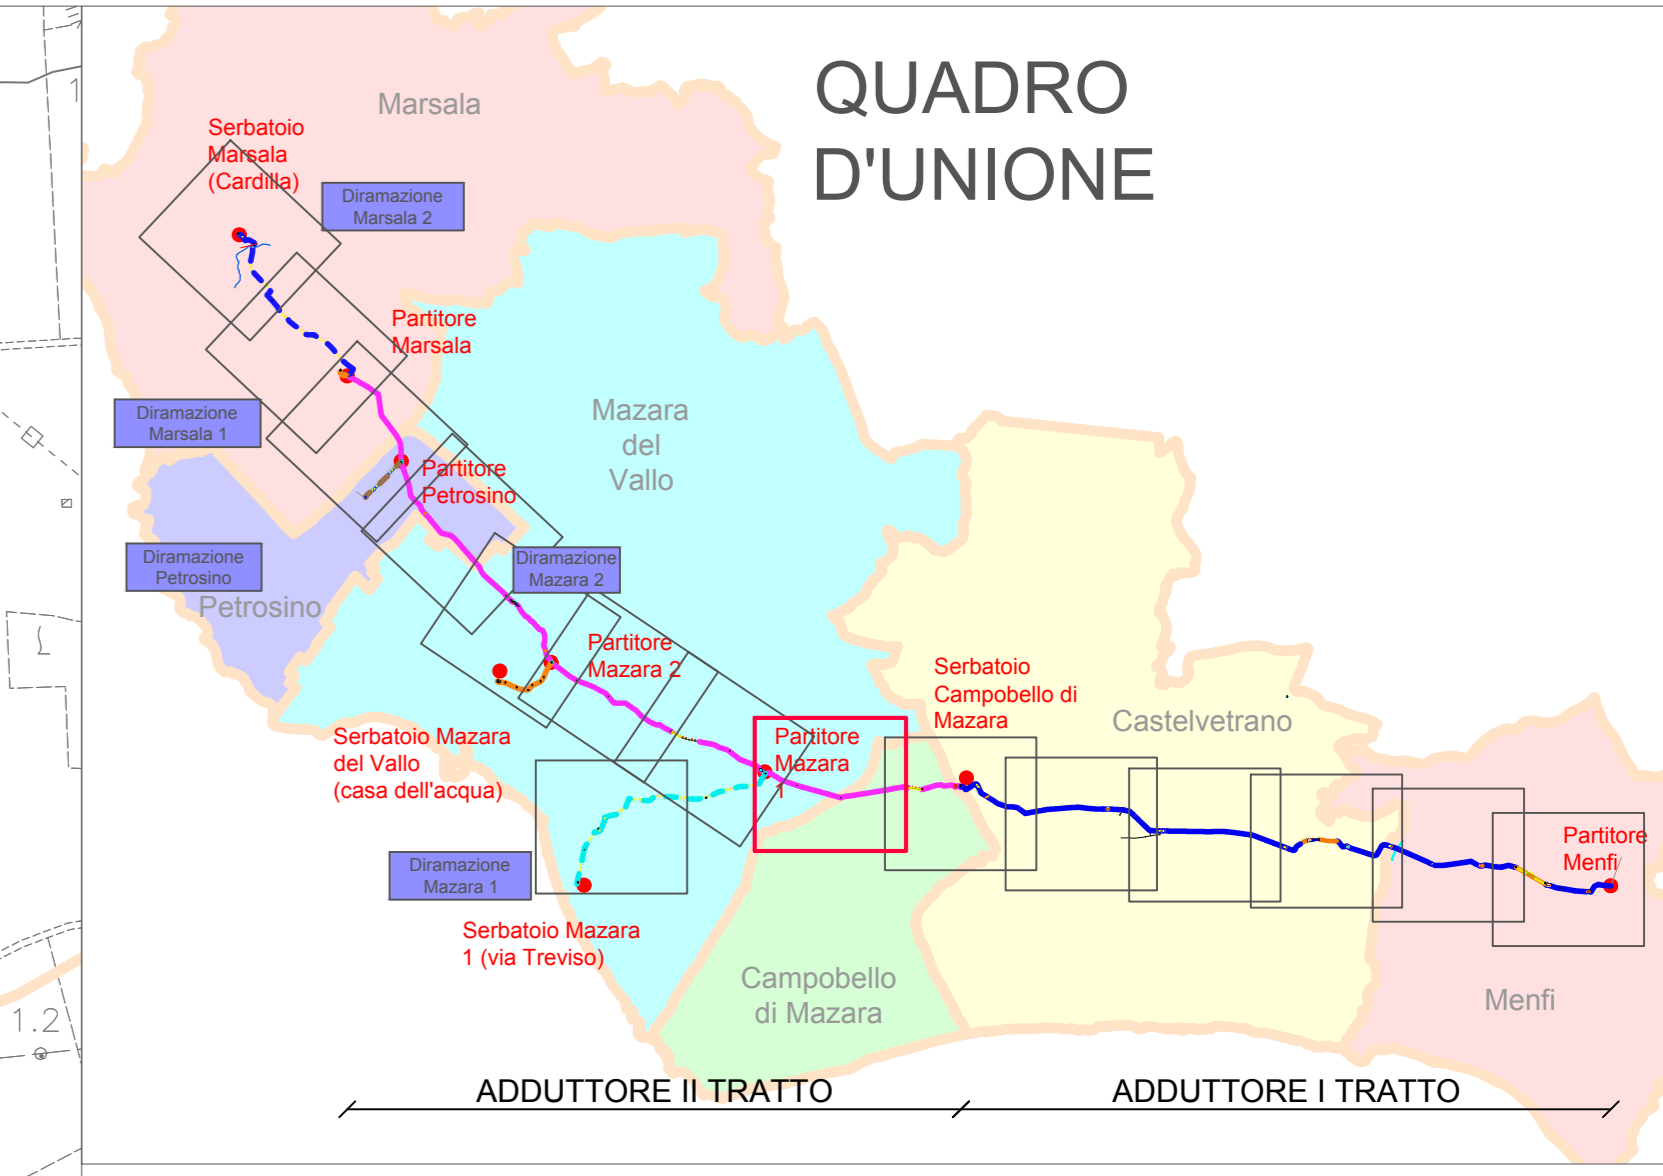 QUADRO
D'UNIONE
1
Marsala
Serbatoio
Marsala
(Cardilla)
Diramazione
Marsala 2
Partitore
Marsala
Diramazione
Marsala 1
Mazara
del
Vallo
Partitore
Petrosino
Diramazione
Petrosino
Petrosino
Diramazione
Mazara 2
Partitore
Mazara 2
Serbatoio
Campobello di
Mazara
Castelvetrano
Serbatoio Mazara
del Vallo
(casa dell'acqua)
Partitore
Mazara
1
Diramazione
Mazara 1
Partitore
Menfi
Serbatoio Mazara
1 (via Treviso)
Campobello
di Mazara
Menfi
1.2
ADDUTTORE II TRATTO
ADDUTTORE I TRATTO